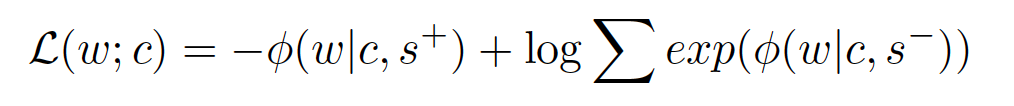 ℒ(w; c) = −ϕ(w|c, s⁺) + log ∑ exp(ϕ(w|c, s⁻))